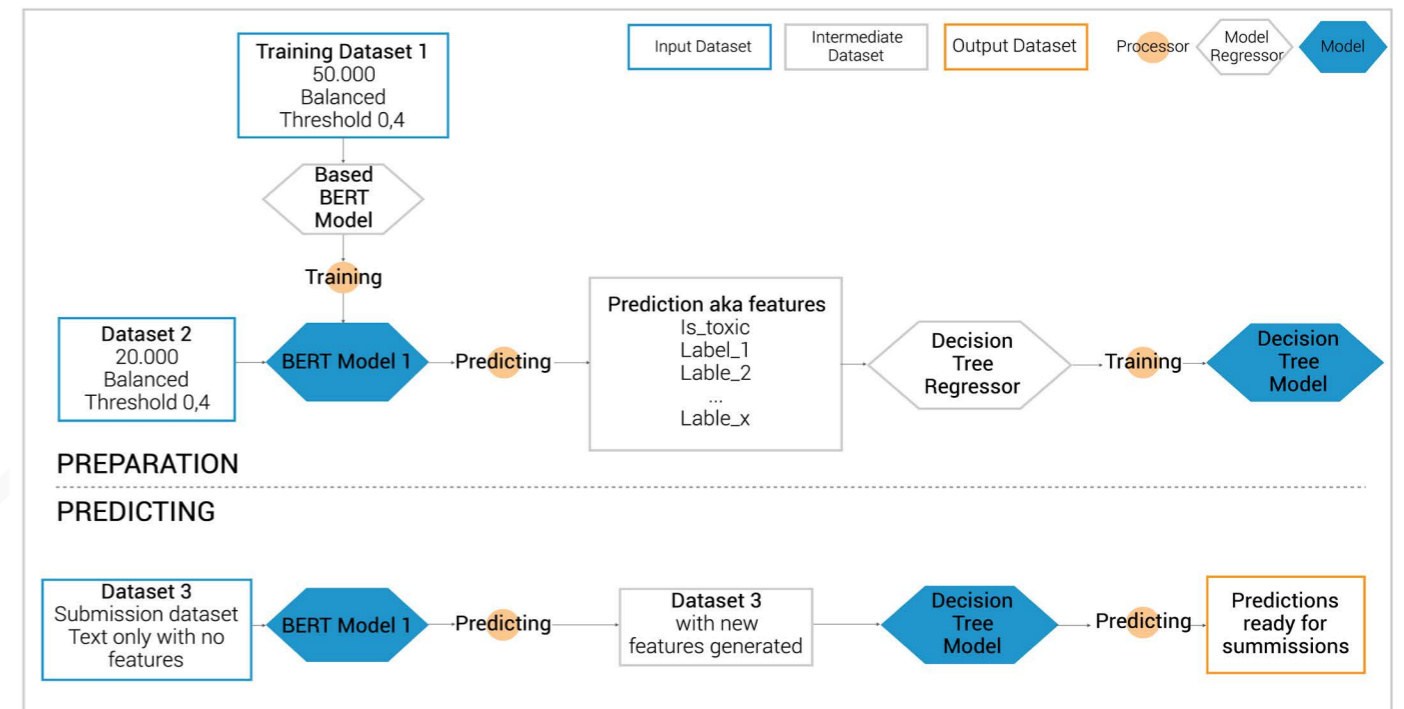 Training Dataset 1
50.000
Balanced
Threshold 0,4
Input Dataset
Intermediate
Dataset
Output Dataset
Processor
Model
Regressor
Model
Based
BERT
Model
Training
Dataset 2
20.000
Balanced
Threshold 0,4
BERT Model 1
Predicting
Prediction aka features
Is_toxic
Label_1
Lable_2
...
Lable_x
Decision
Tree
Regressor
Training
Decision
Tree
Model
PREPARATION
PREDICTING
Dataset 3
Submission dataset
Text only with no
features
BERT Model 1
Predicting
Dataset 3
with new
features generated
Decision
Tree
Model
Predicting
Predictions
ready for
summissions